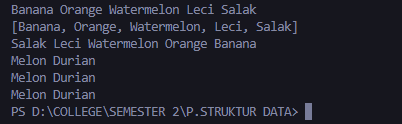 Banana Orange Watermelon Leci Salak
[Banana, Orange, Watermelon, Leci, Salak]
Salak Leci Watermelon Orange Banana
Melon Durian
Melon Durian
Melon Durian
PS D:\COLLEGE\SEMESTER 2\P.STRUKTUR DATA>